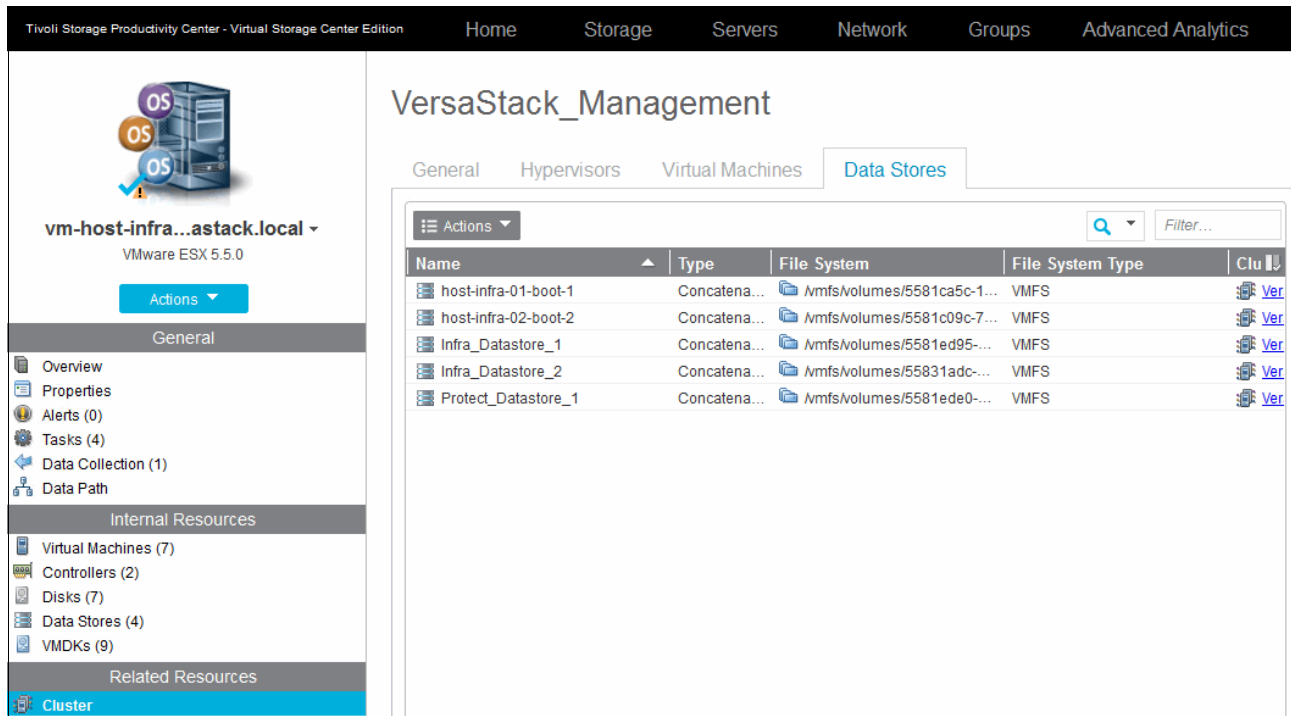 Tivoli Storage Productivity Center - Virtual Storage Center Edition Home Storage Servers Network Groups Advanced Analytics
OS
OS
OS
vm-host-infra...astack.local
VMware ESX 5.5.0
Actions
General
Overview
Properties
Alerts (0)
Tasks (4)
Data Collection (1)
Data Path
Internal Resources
Virtual Machines (7)
Controllers (2)
Disks (7)
Data Stores (4)
VMDKs (9)
Related Resources
Cluster
VersaStack_Management
General Hypervisors Virtual Machines Data Stores
Actions Filter...
Name Type File System File System Type Clu
host-infra-01-boot-1 Concatena... /vmfs/volumes/5581ca5c-1... VMFS Ver
host-infra-02-boot-2 Concatena... /vmfs/volumes/5581c09c-7... VMFS Ver
Infra_Datastore_1 Concatena... /vmfs/volumes/5581ed95-... VMFS Ver
Infra_Datastore_2 Concatena... /vmfs/volumes/55831adc-... VMFS Ver
Protect_Datastore_1 Concatena... /vmfs/volumes/5581ede0-... VMFS Ver